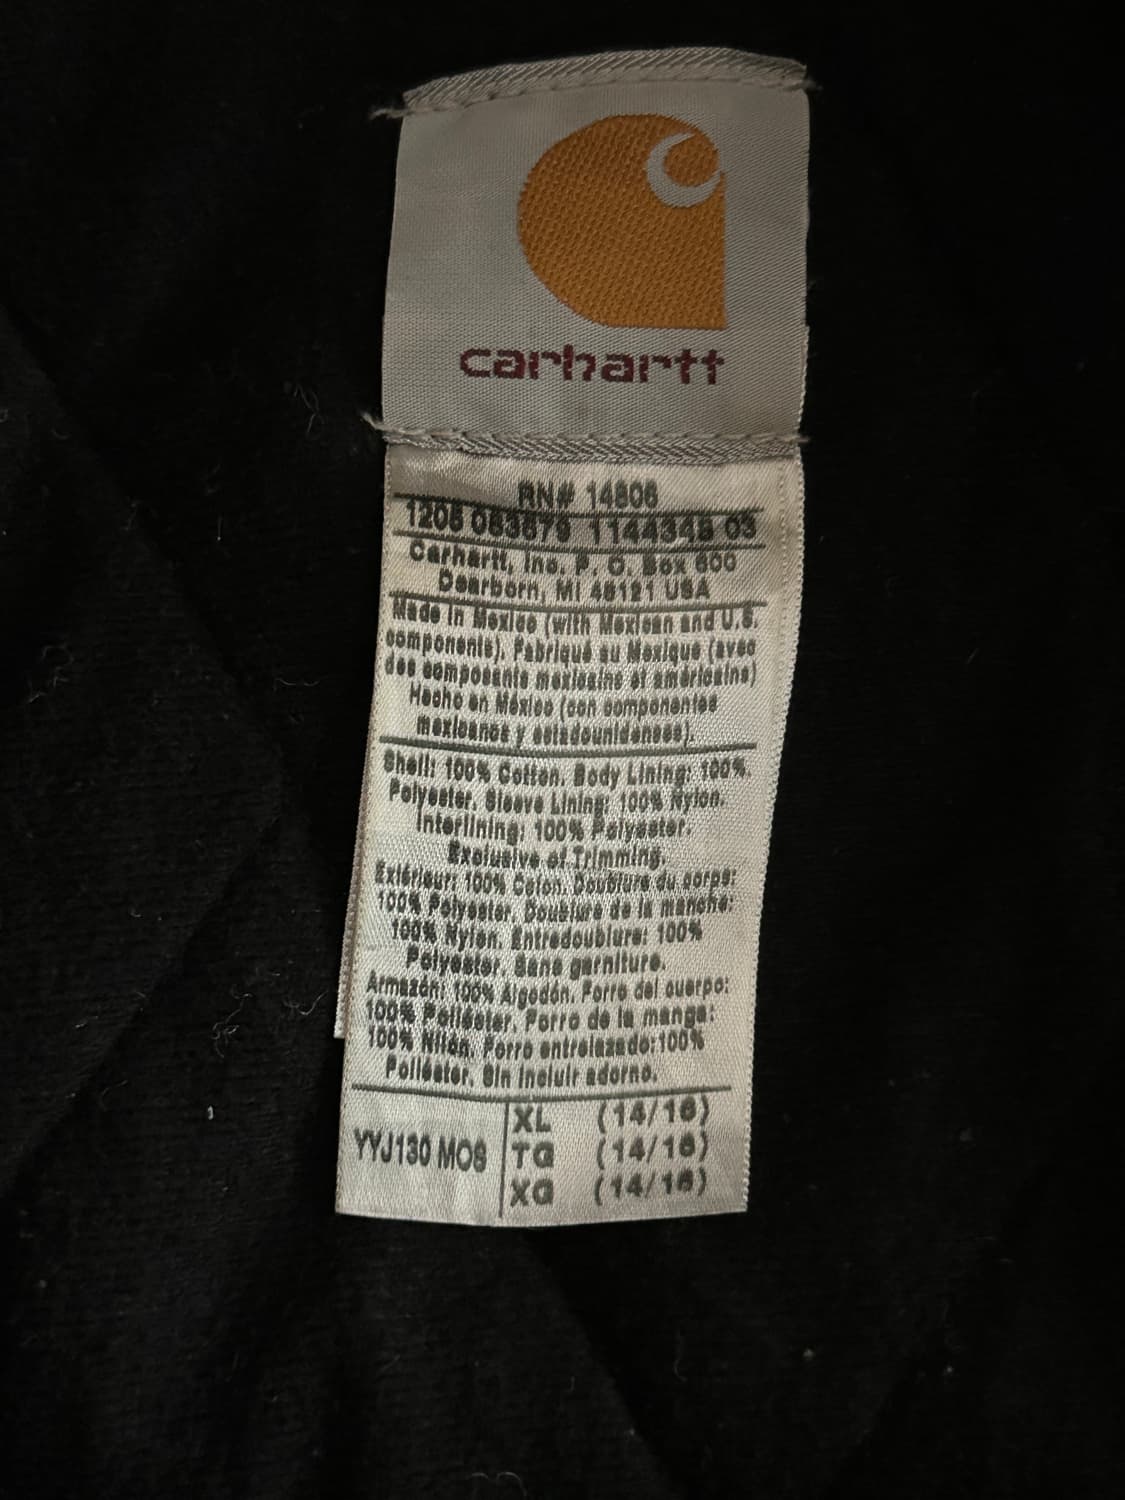 carhartt
RN# 14806
1206 083879 1144348 03
Carhartt, Inc. P. O. Box 600
Dearborn, MI 48121 USA
Made in Mexico (with Mexican and U.S.
components). Fabriqué au Mexique (avec
des composants mexicains et américains)
Hecho en México (con componentes
mexicanos y estadounidenses).
Shell: 100% Cotton. Body Lining: 100%
Polyester. Sleeve Lining: 100% Nylon.
Interlining: 100% Polyester.
Exclusive of Trimming.
Extérieur: 100% Coton. Doublure du corps:
100% Polyester. Doublure de la manche:
100% Nylon. Entredoublure: 100%
Polyester. Sans garniture.
Armazón: 100% Algodón. Forro del cuerpo:
100% Poliéster. Forro de la manga:
100% Nilón. Forro entrelazado: 100%
Poliéster. Sin incluir adorno.
YYJ130 MOS
XL (14/16)
TG (14/16)
XG (14/16)